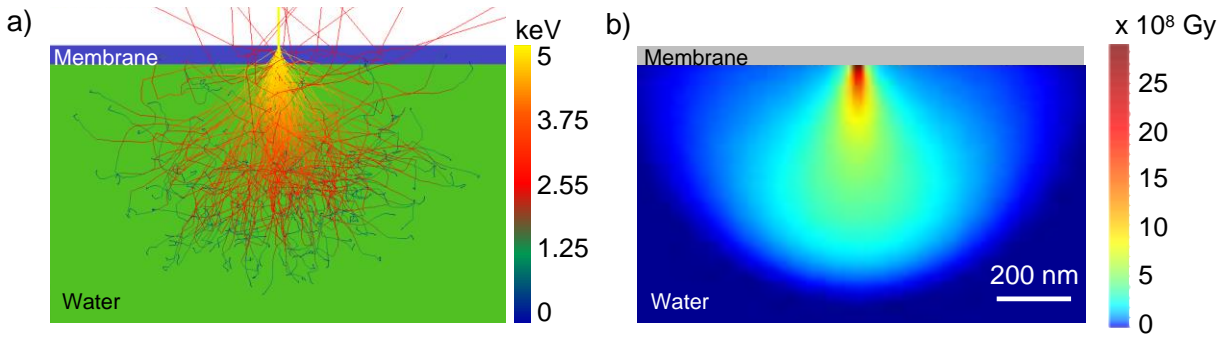 a)
keV
Membrane
5
3.75
2.55
1.25
0
Water
b)
x 10⁸ Gy
Membrane
25
20
15
10
5
0
200 nm
Water